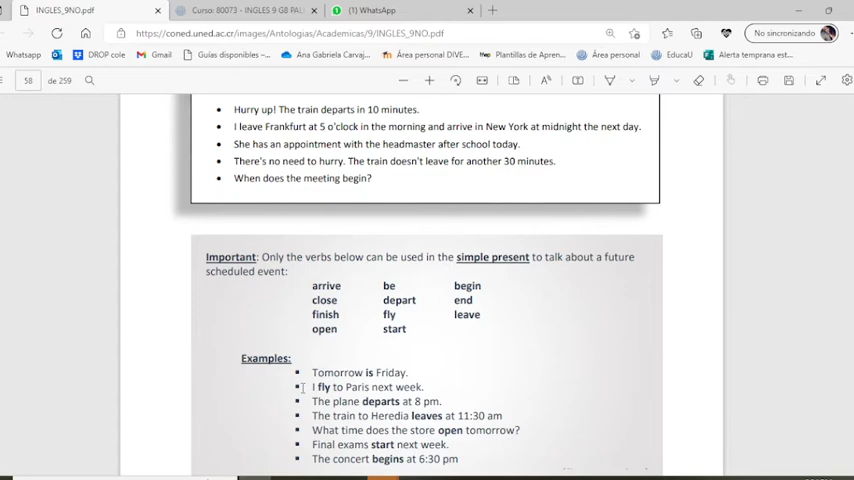 INGLES_9NO.pdf
Curso: 80073 - INGLES 9 G8 PAL
(1) WhatsApp
https://coned.uned.ac.cr/images/Antologias/Academicas/9/INGLES_9NO.pdf
No sincronizando
Whatsapp
DROP cole
Gmail
Guías disponibles –...
Ana Gabriela Carvaj...
Área personal DIVE...
Plantillas de Aprend...
Área personal
EducaU
Alerta temprana est...
58 de 259
• Hurry up! The train departs in 10 minutes.
• I leave Frankfurt at 5 o'clock in the morning and arrive in New York at midnight the next day.
• She has an appointment with the headmaster after school today.
• There's no need to hurry. The train doesn't leave for another 30 minutes.
• When does the meeting begin?
Important: Only the verbs below can be used in the simple present to talk about a future
scheduled event:
arrive be begin
close depart end
finish fly leave
open start
Examples:
▪ Tomorrow is Friday.
▪ I fly to Paris next week.
▪ The plane departs at 8 pm.
▪ The train to Heredia leaves at 11:30 am
▪ What time does the store open tomorrow?
▪ Final exams start next week.
▪ The concert begins at 6:30 pm